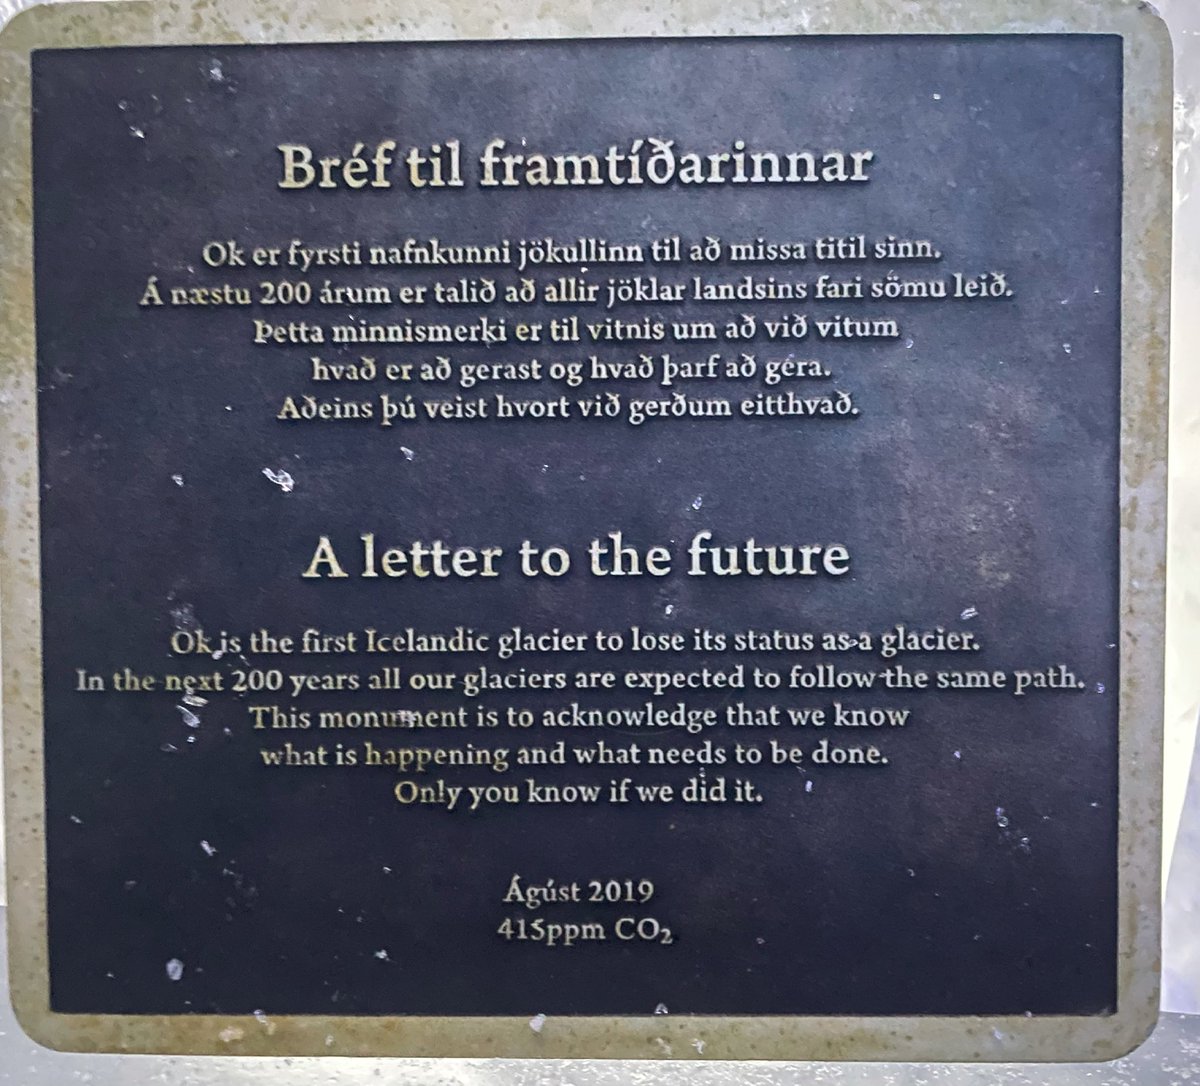 Bréf til framtíðarinnar
Ok er fyrsti nafnkunni jökullinn til að missa titil sinn.
Á næstu 200 árum er talið að allir jöklar landsins fari sömu leið.
Þetta minnismerki er til vitnis um að við vitum
hvað er að gerast og hvað þarf að gera.
Aðeins þú veist hvort við gerðum eitthvað.
A letter to the future
Ok is the first Icelandic glacier to lose its status as a glacier.
In the next 200 years all our glaciers are expected to follow the same path.
This monument is to acknowledge that we know
what is happening and what needs to be done.
Only you know if we did it.
Ágúst 2019
415ppm CO₂